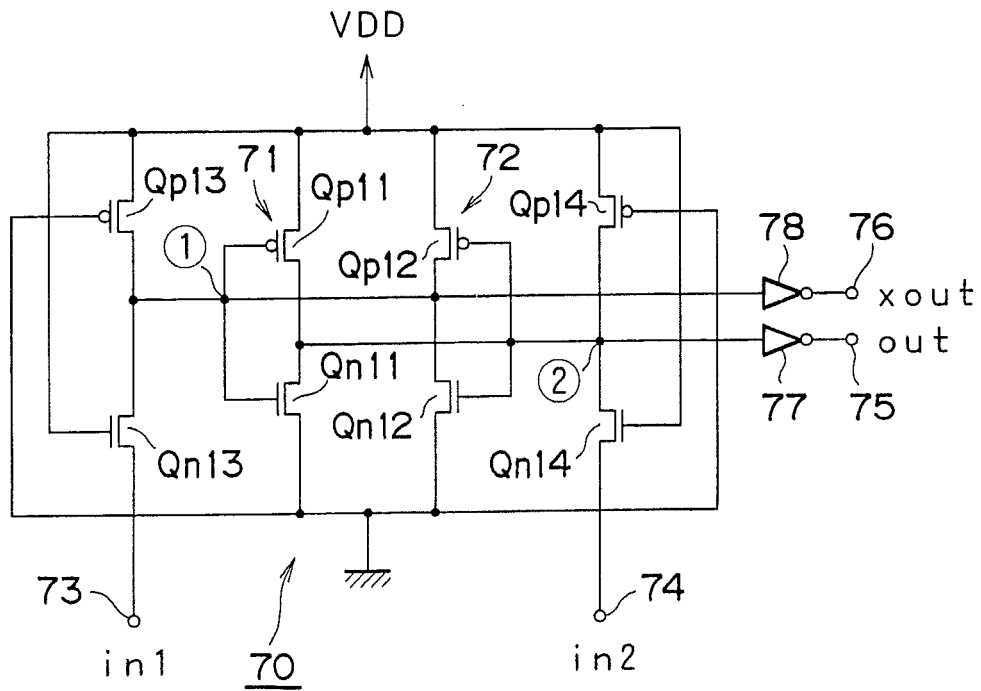 VDD
71
72
Qp13
Qp11
Qp14
Qp12
78
76
①
xout
out
Qn11
②
77
75
Qn12
Qn13
Qn14
73
74
in1
70
in2